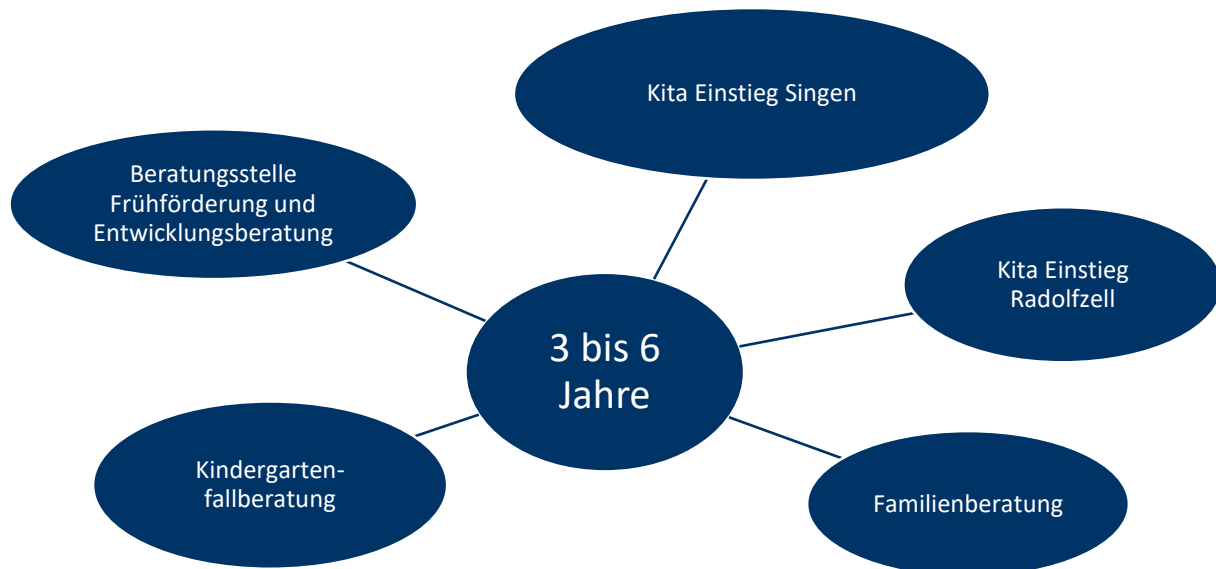 Kita Einstieg Singen
Beratungsstelle
Frühförderung und
Entwicklungsberatung
Kita Einstieg
Radolfzell
3 bis 6
Jahre
Kindergarten-
fallberatung
Familienberatung